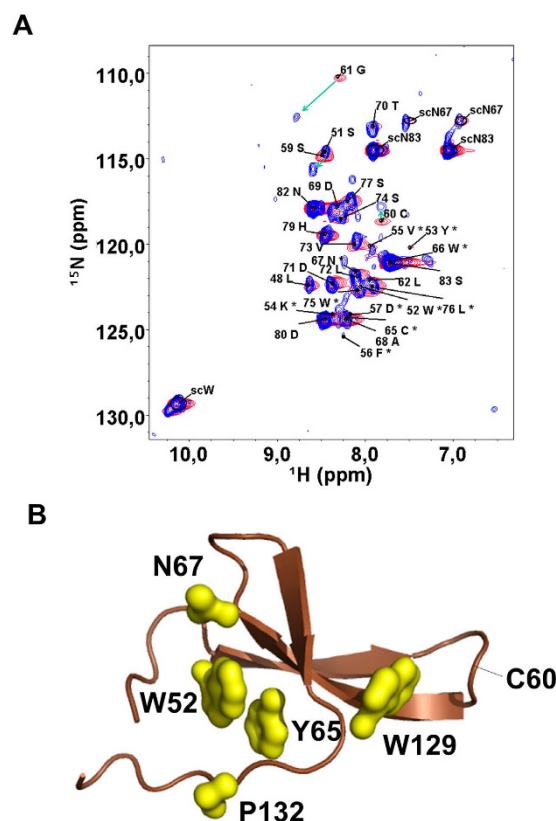 A
110,0
115,0
120,0
125,0
130,0
¹⁵N (ppm)
61 G
70 T
scN67
scN67
51 S
59 S
scN83
scN83
69 D
77 S
82 N
74 S
60 C
79 H
55 V *
53 Y *
73 V
66 W *
67 N *
72 L
71 D
62 L
83 S
48 L
75 W *
54 K *
57 D *
52 W *
76 L *
65 C *
80 D
68 A
56 F *
scW
10,0
9,0
8,0
7,0
¹H (ppm)
B
N67
C60
W52
Y65
W129
P132